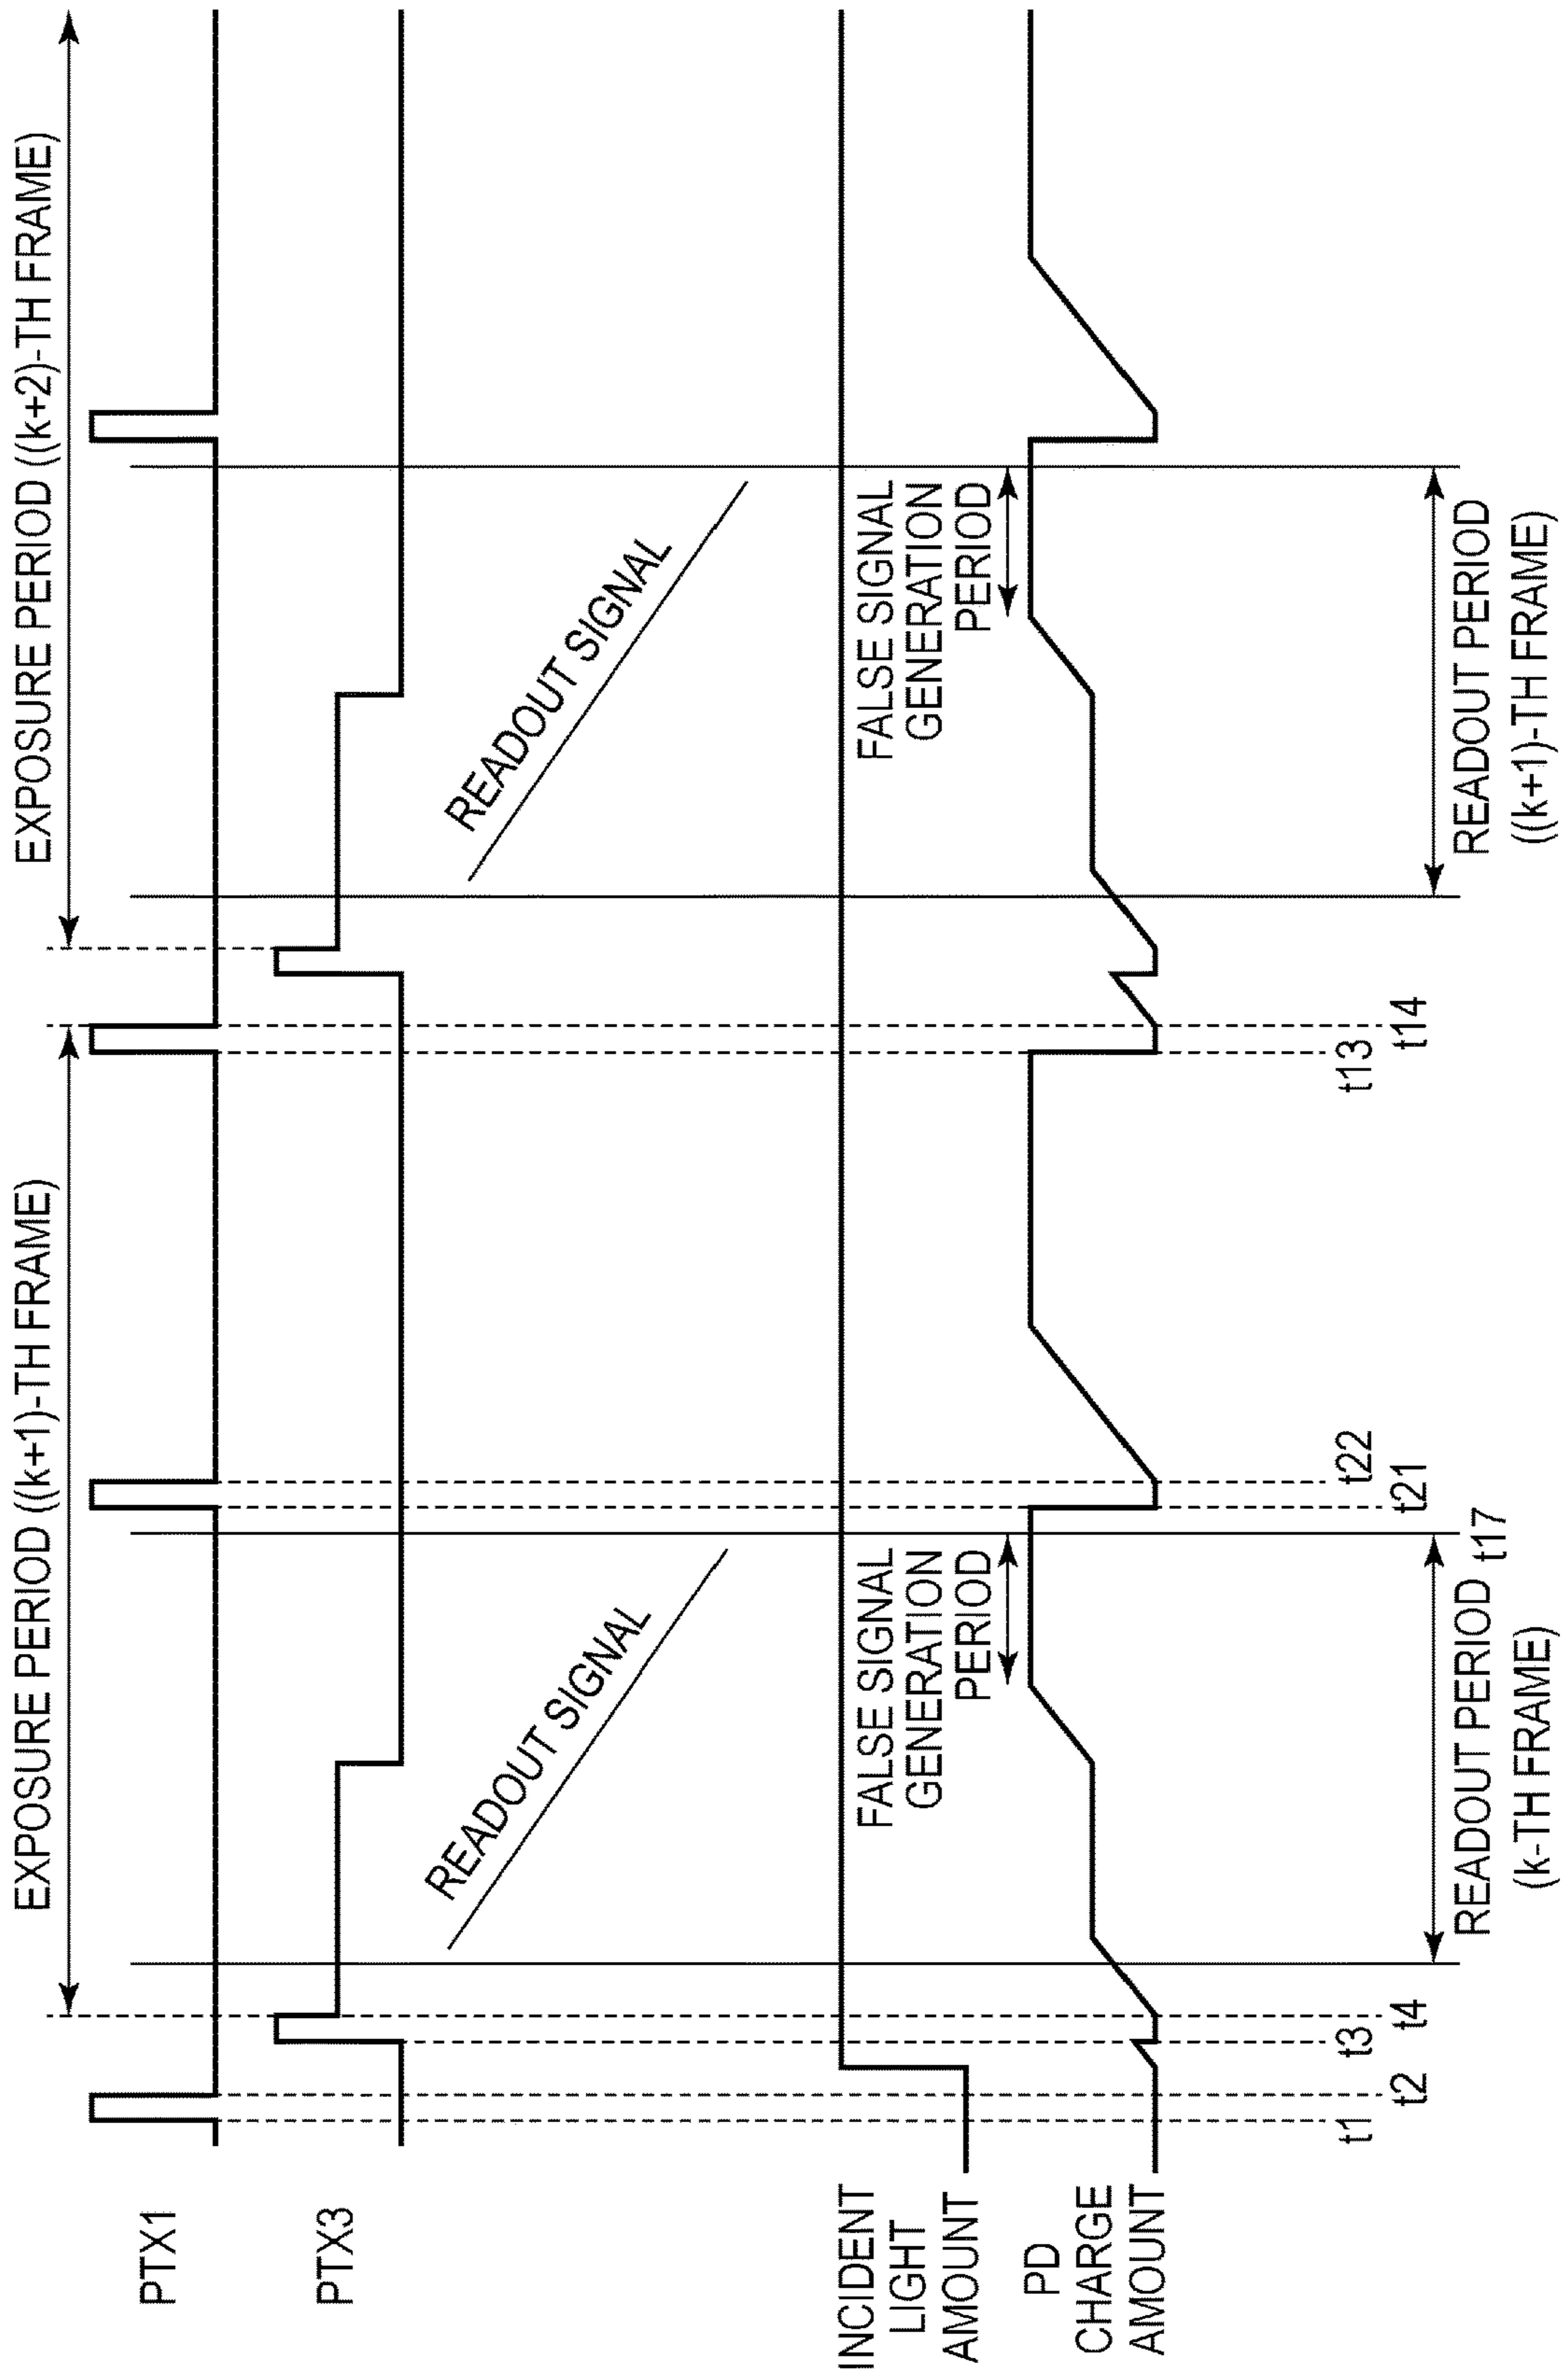 EXPOSURE PERIOD ((k+1)-TH FRAME)
EXPOSURE PERIOD ((k+2)-TH FRAME)
PTX1
PTX3
READOUT SIGNAL
READOUT SIGNAL
INCIDENT
LIGHT
AMOUNT
FALSE SIGNAL
GENERATION
PERIOD
FALSE SIGNAL
GENERATION
PERIOD
PD
CHARGE
AMOUNT
t1
t2
t3
t4
t21
t22
t13
t14
READOUT PERIOD
(k-TH FRAME)
t17
READOUT PERIOD
((k+1)-TH FRAME)